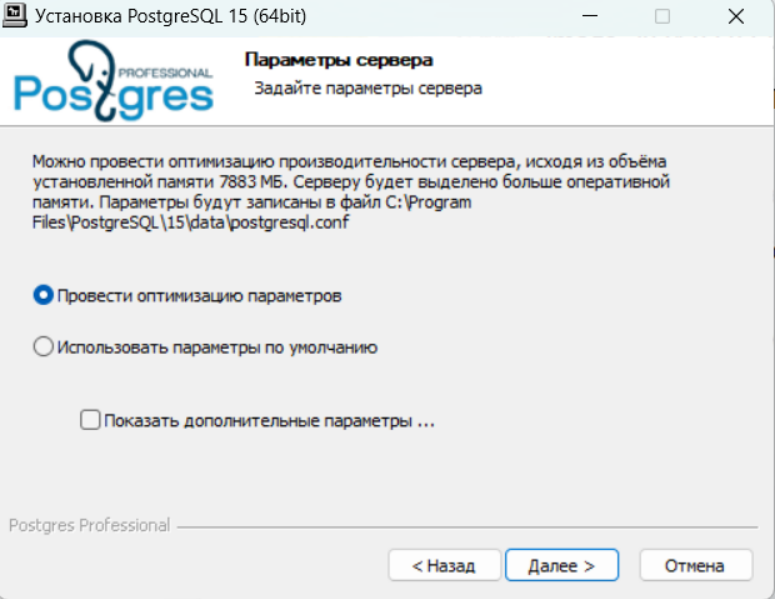 Установка PostgreSQL 15 (64bit)
PROFESSIONAL
Postgres
Параметры сервера
Задайте параметры сервера
Можно провести оптимизацию производительности сервера, исходя из объёма
установленной памяти 7883 МБ. Серверу будет выделено больше оперативной
памяти. Параметры будут записаны в файл C:\Program
Files\PostgreSQL\15\data\postgresql.conf
Провести оптимизацию параметров
Использовать параметры по умолчанию
Показать дополнительные параметры ...
Postgres Professional
< Назад
Далее >
Отмена